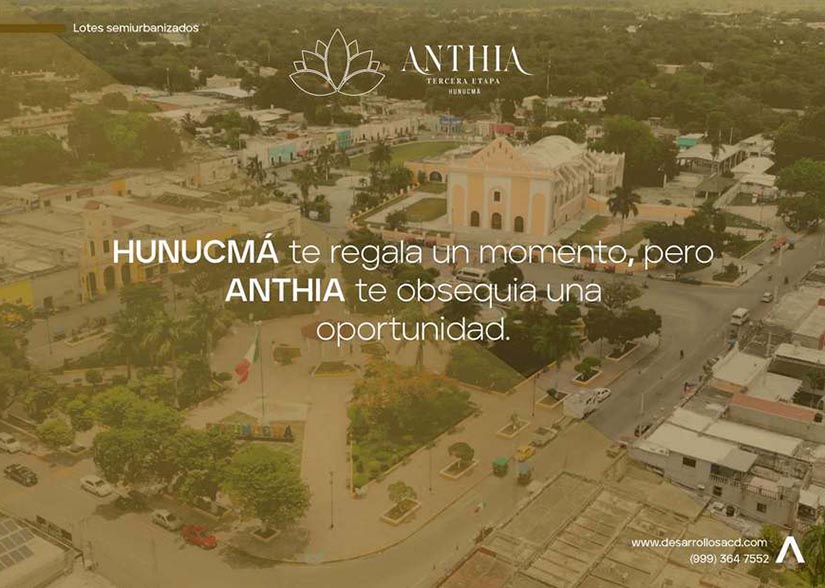 Lotes semiurbanizados
ANTHIA
TERCERA ETAPA
HUNUCMÁ
HUNUCMÁ te regala un momento, pero
ANTHIA te obsequia una
oportunidad.
HUNUCMÁ
www.desarrollosacd.com
(999) 364 7552